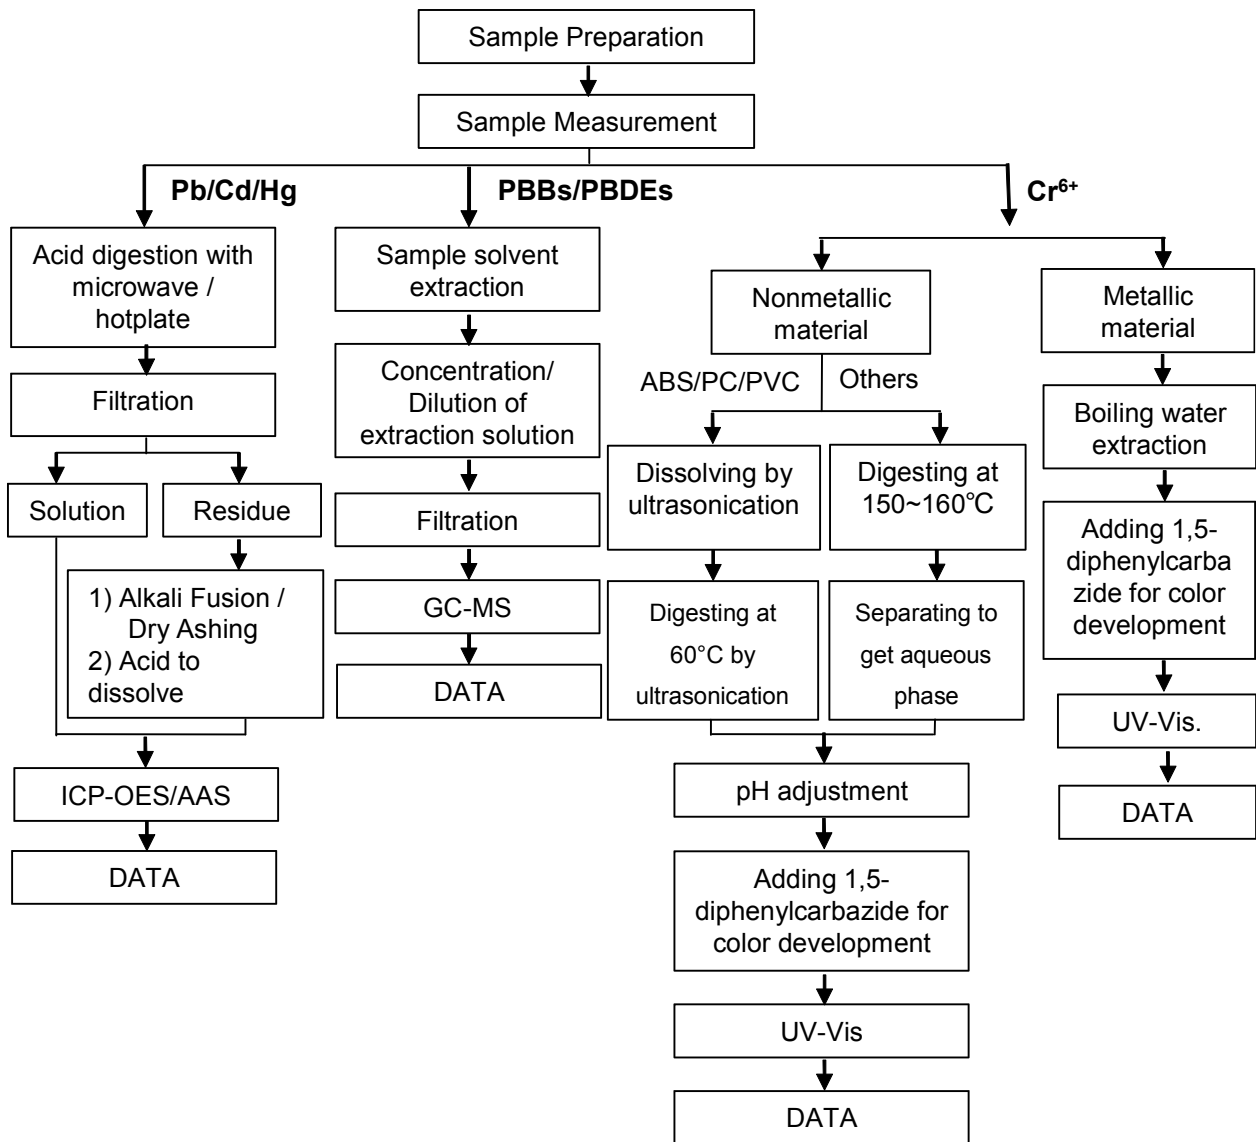 Sample Preparation
Sample Measurement
Pb/Cd/Hg
PBBs/PBDEs
Cr⁶⁺
Acid digestion with
microwave /
hotplate
Filtration
Solution
Residue
1) Alkali Fusion /
Dry Ashing
2) Acid to
dissolve
ICP-OES/AAS
DATA
Sample solvent
extraction
Concentration/
Dilution of
extraction solution
Filtration
GC-MS
DATA
Nonmetallic
material
ABS/PC/PVC
Others
Dissolving by
ultrasonication
Digesting at
60°C by
ultrasonication
Digesting at
150~160℃
Separating to
get aqueous
phase
pH adjustment
Adding 1,5-
diphenylcarbazide for
color development
UV-Vis
DATA
Metallic
material
Boiling water
extraction
Adding 1,5-
diphenylcarba
zide for color
development
UV-Vis.
DATA